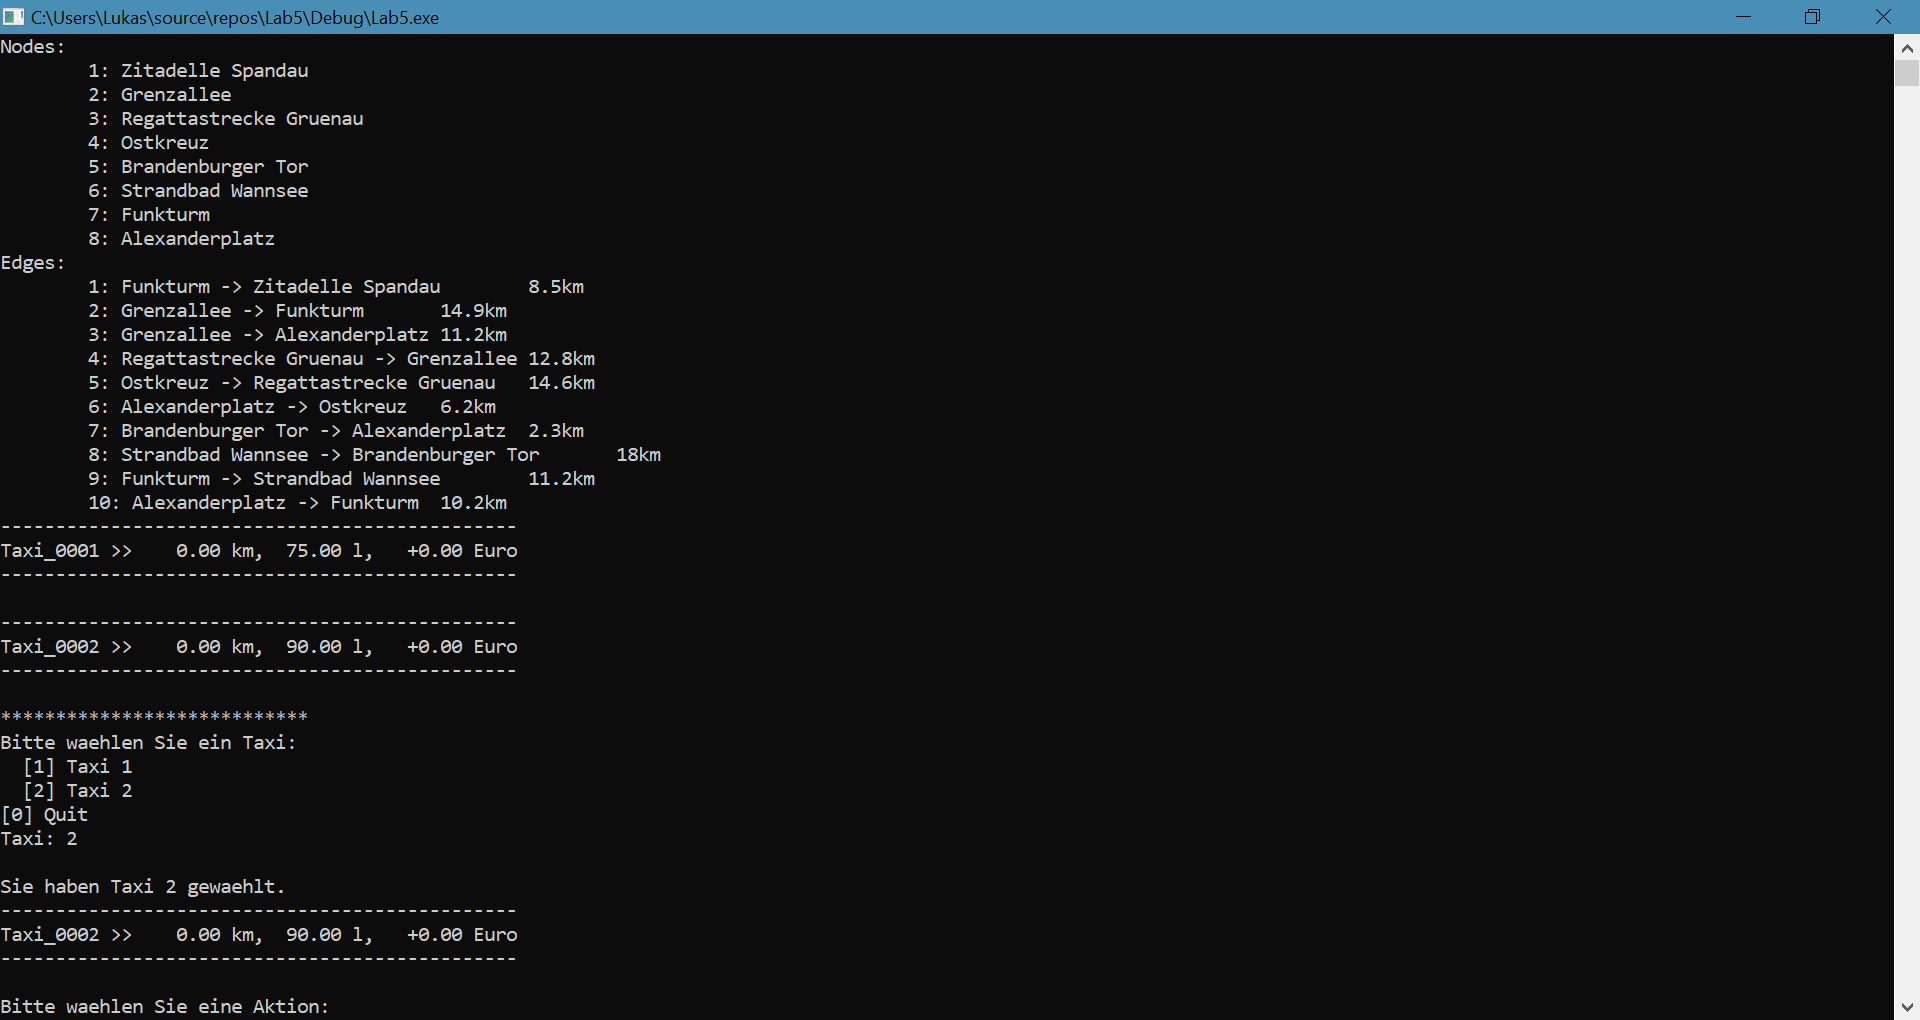 C:\Users\Lukas\source\repos\Lab5\Debug\Lab5.exe
Nodes:
        1: Zitadelle Spandau
        2: Grenzallee
        3: Regattastrecke Gruenau
        4: Ostkreuz
        5: Brandenburger Tor
        6: Strandbad Wannsee
        7: Funkturm
        8: Alexanderplatz
Edges:
        1: Funkturm -> Zitadelle Spandau        8.5km
        2: Grenzallee -> Funkturm       14.9km
        3: Grenzallee -> Alexanderplatz 11.2km
        4: Regattastrecke Gruenau -> Grenzallee 12.8km
        5: Ostkreuz -> Regattastrecke Gruenau   14.6km
        6: Alexanderplatz -> Ostkreuz   6.2km
        7: Brandenburger Tor -> Alexanderplatz  2.3km
        8: Strandbad Wannsee -> Brandenburger Tor       18km
        9: Funkturm -> Strandbad Wannsee        11.2km
        10: Alexanderplatz -> Funkturm  10.2km
-----------------------------------------------
Taxi_0001 >>    0.00 km,  75.00 l,   +0.00 Euro
-----------------------------------------------
-----------------------------------------------
Taxi_0002 >>    0.00 km,  90.00 l,   +0.00 Euro
-----------------------------------------------
****************************
Bitte waehlen Sie ein Taxi:
  [1] Taxi 1
  [2] Taxi 2
[0] Quit
Taxi: 2
Sie haben Taxi 2 gewaehlt.
-----------------------------------------------
Taxi_0002 >>    0.00 km,  90.00 l,   +0.00 Euro
-----------------------------------------------
Bitte waehlen Sie eine Aktion: